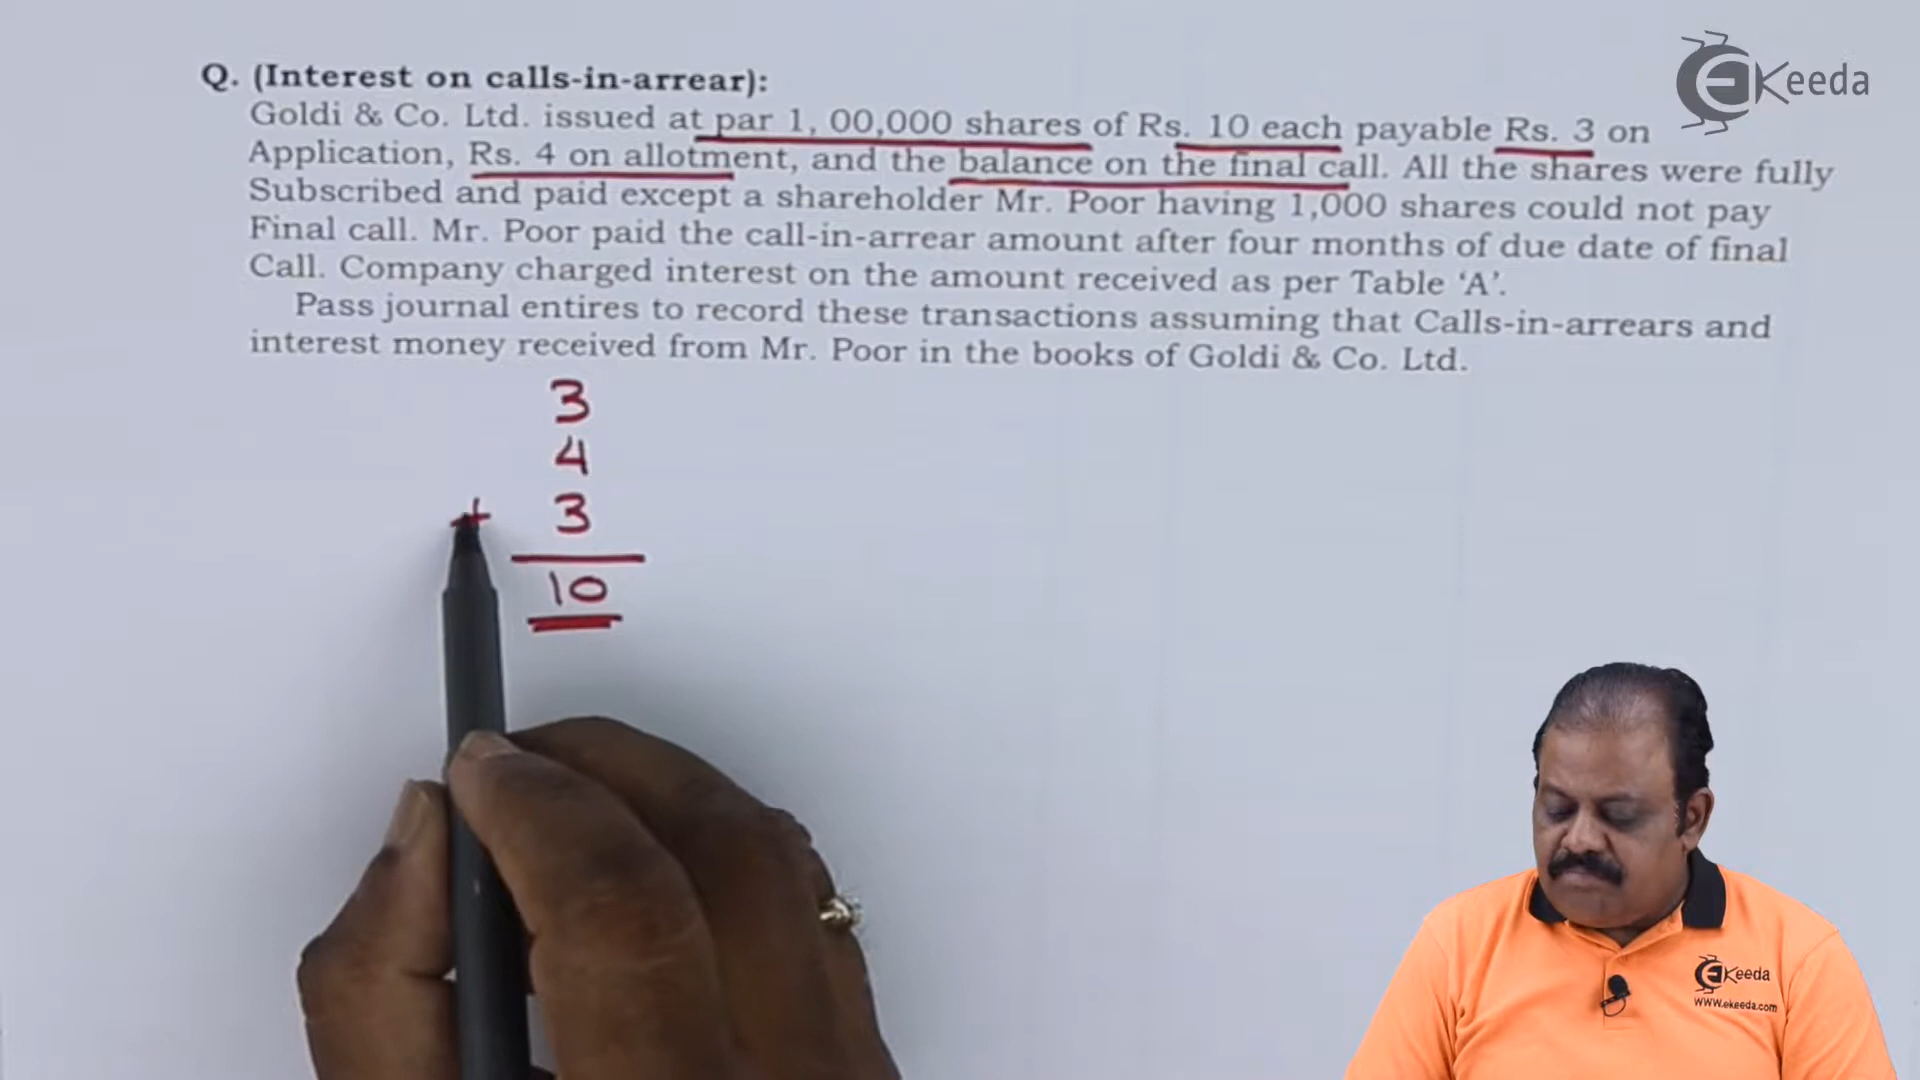 Q. (Interest on calls-in-arrear):
Goldi & Co. Ltd. issued at par 1, 00,000 shares of Rs. 10 each payable Rs. 3 on
Application, Rs. 4 on allotment, and the balance on the final call. All the shares were fully
Subscribed and paid except a shareholder Mr. Poor having 1,000 shares could not pay
Final call. Mr. Poor paid the call-in-arrear amount after four months of due date of final
Call. Company charged interest on the amount received as per Table ‘A’.
Pass journal entires to record these transactions assuming that Calls-in-arrears and
interest money received from Mr. Poor in the books of Goldi & Co. Ltd.
3
4
+ 3
10
eKeeda
eKeeda
WWW.ekeeda.com